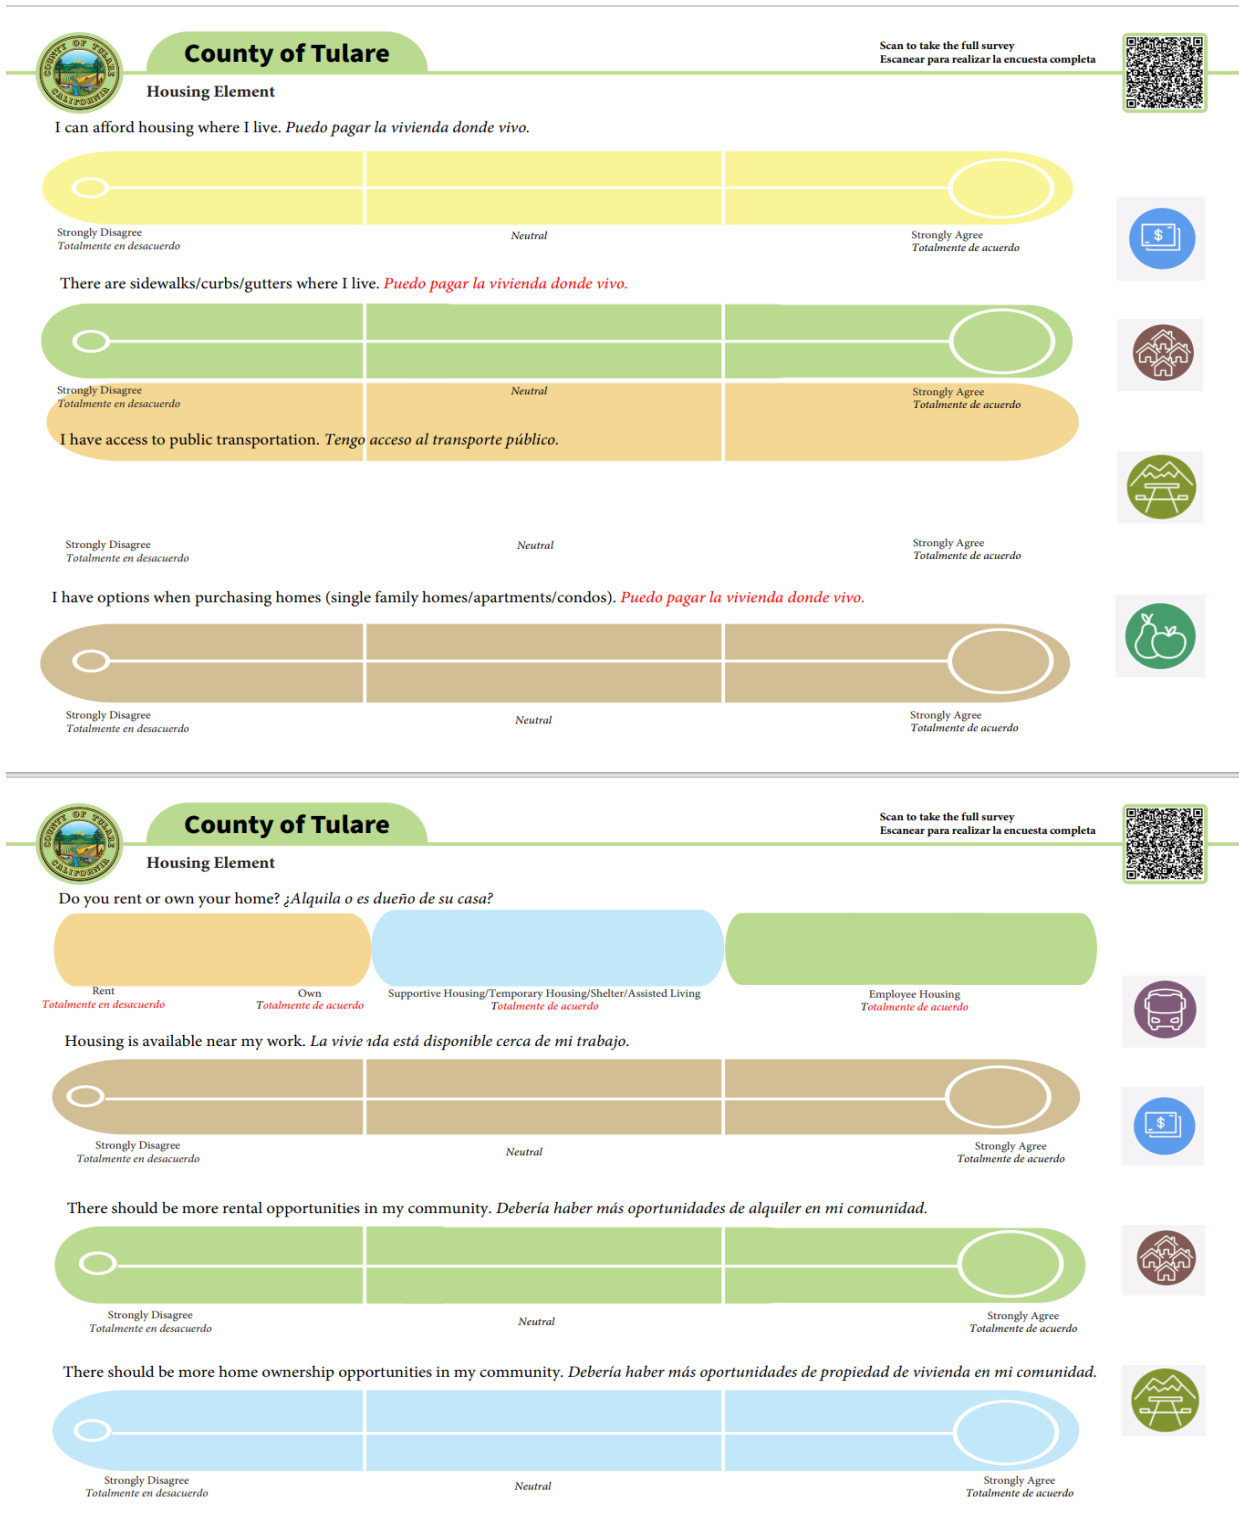 County of Tulare
Scan to take the full survey
Escanear para realizar la encuesta completa
COUNTY OF TULARE CALIFORNIA
Housing Element
I can afford housing where I live. Puedo pagar la vivienda donde vivo.
Strongly Disagree
Totalmente en desacuerdo
Neutral
Strongly Agree
Totalmente de acuerdo
$
There are sidewalks/curbs/gutters where I live. Puedo pagar la vivienda donde vivo.
Strongly Disagree
Totalmente en desacuerdo
Neutral
Strongly Agree
Totalmente de acuerdo
I have access to public transportation. Tengo acceso al transporte público.
Strongly Disagree
Totalmente en desacuerdo
Neutral
Strongly Agree
Totalmente de acuerdo
I have options when purchasing homes (single family homes/apartments/condos). Puedo pagar la vivienda donde vivo.
Strongly Disagree
Totalmente en desacuerdo
Neutral
Strongly Agree
Totalmente de acuerdo
County of Tulare
Scan to take the full survey
Escanear para realizar la encuesta completa
COUNTY OF TULARE CALIFORNIA
Housing Element
Do you rent or own your home? ¿Alquila o es dueño de su casa?
Rent
Totalmente en desacuerdo
Own
Totalmente de acuerdo
Supportive Housing/Temporary Housing/Shelter/Assisted Living
Totalmente de acuerdo
Employee Housing
Totalmente de acuerdo
Housing is available near my work. La vivienda está disponible cerca de mi trabajo.
Strongly Disagree
Totalmente en desacuerdo
Neutral
Strongly Agree
Totalmente de acuerdo
$
There should be more rental opportunities in my community. Debería haber más oportunidades de alquiler en mi comunidad.
Strongly Disagree
Totalmente en desacuerdo
Neutral
Strongly Agree
Totalmente de acuerdo
There should be more home ownership opportunities in my community. Debería haber más oportunidades de propiedad de vivienda en mi comunidad.
Strongly Disagree
Totalmente en desacuerdo
Neutral
Strongly Agree
Totalmente de acuerdo